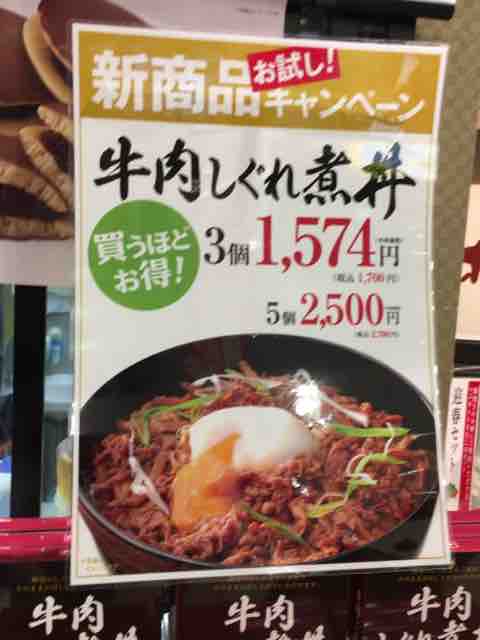 新商品お試し!キャンペーン
牛肉しぐれ煮丼
買うほど
お得!
3個1,574円
5個2,500円
牛肉
牛肉
牛肉